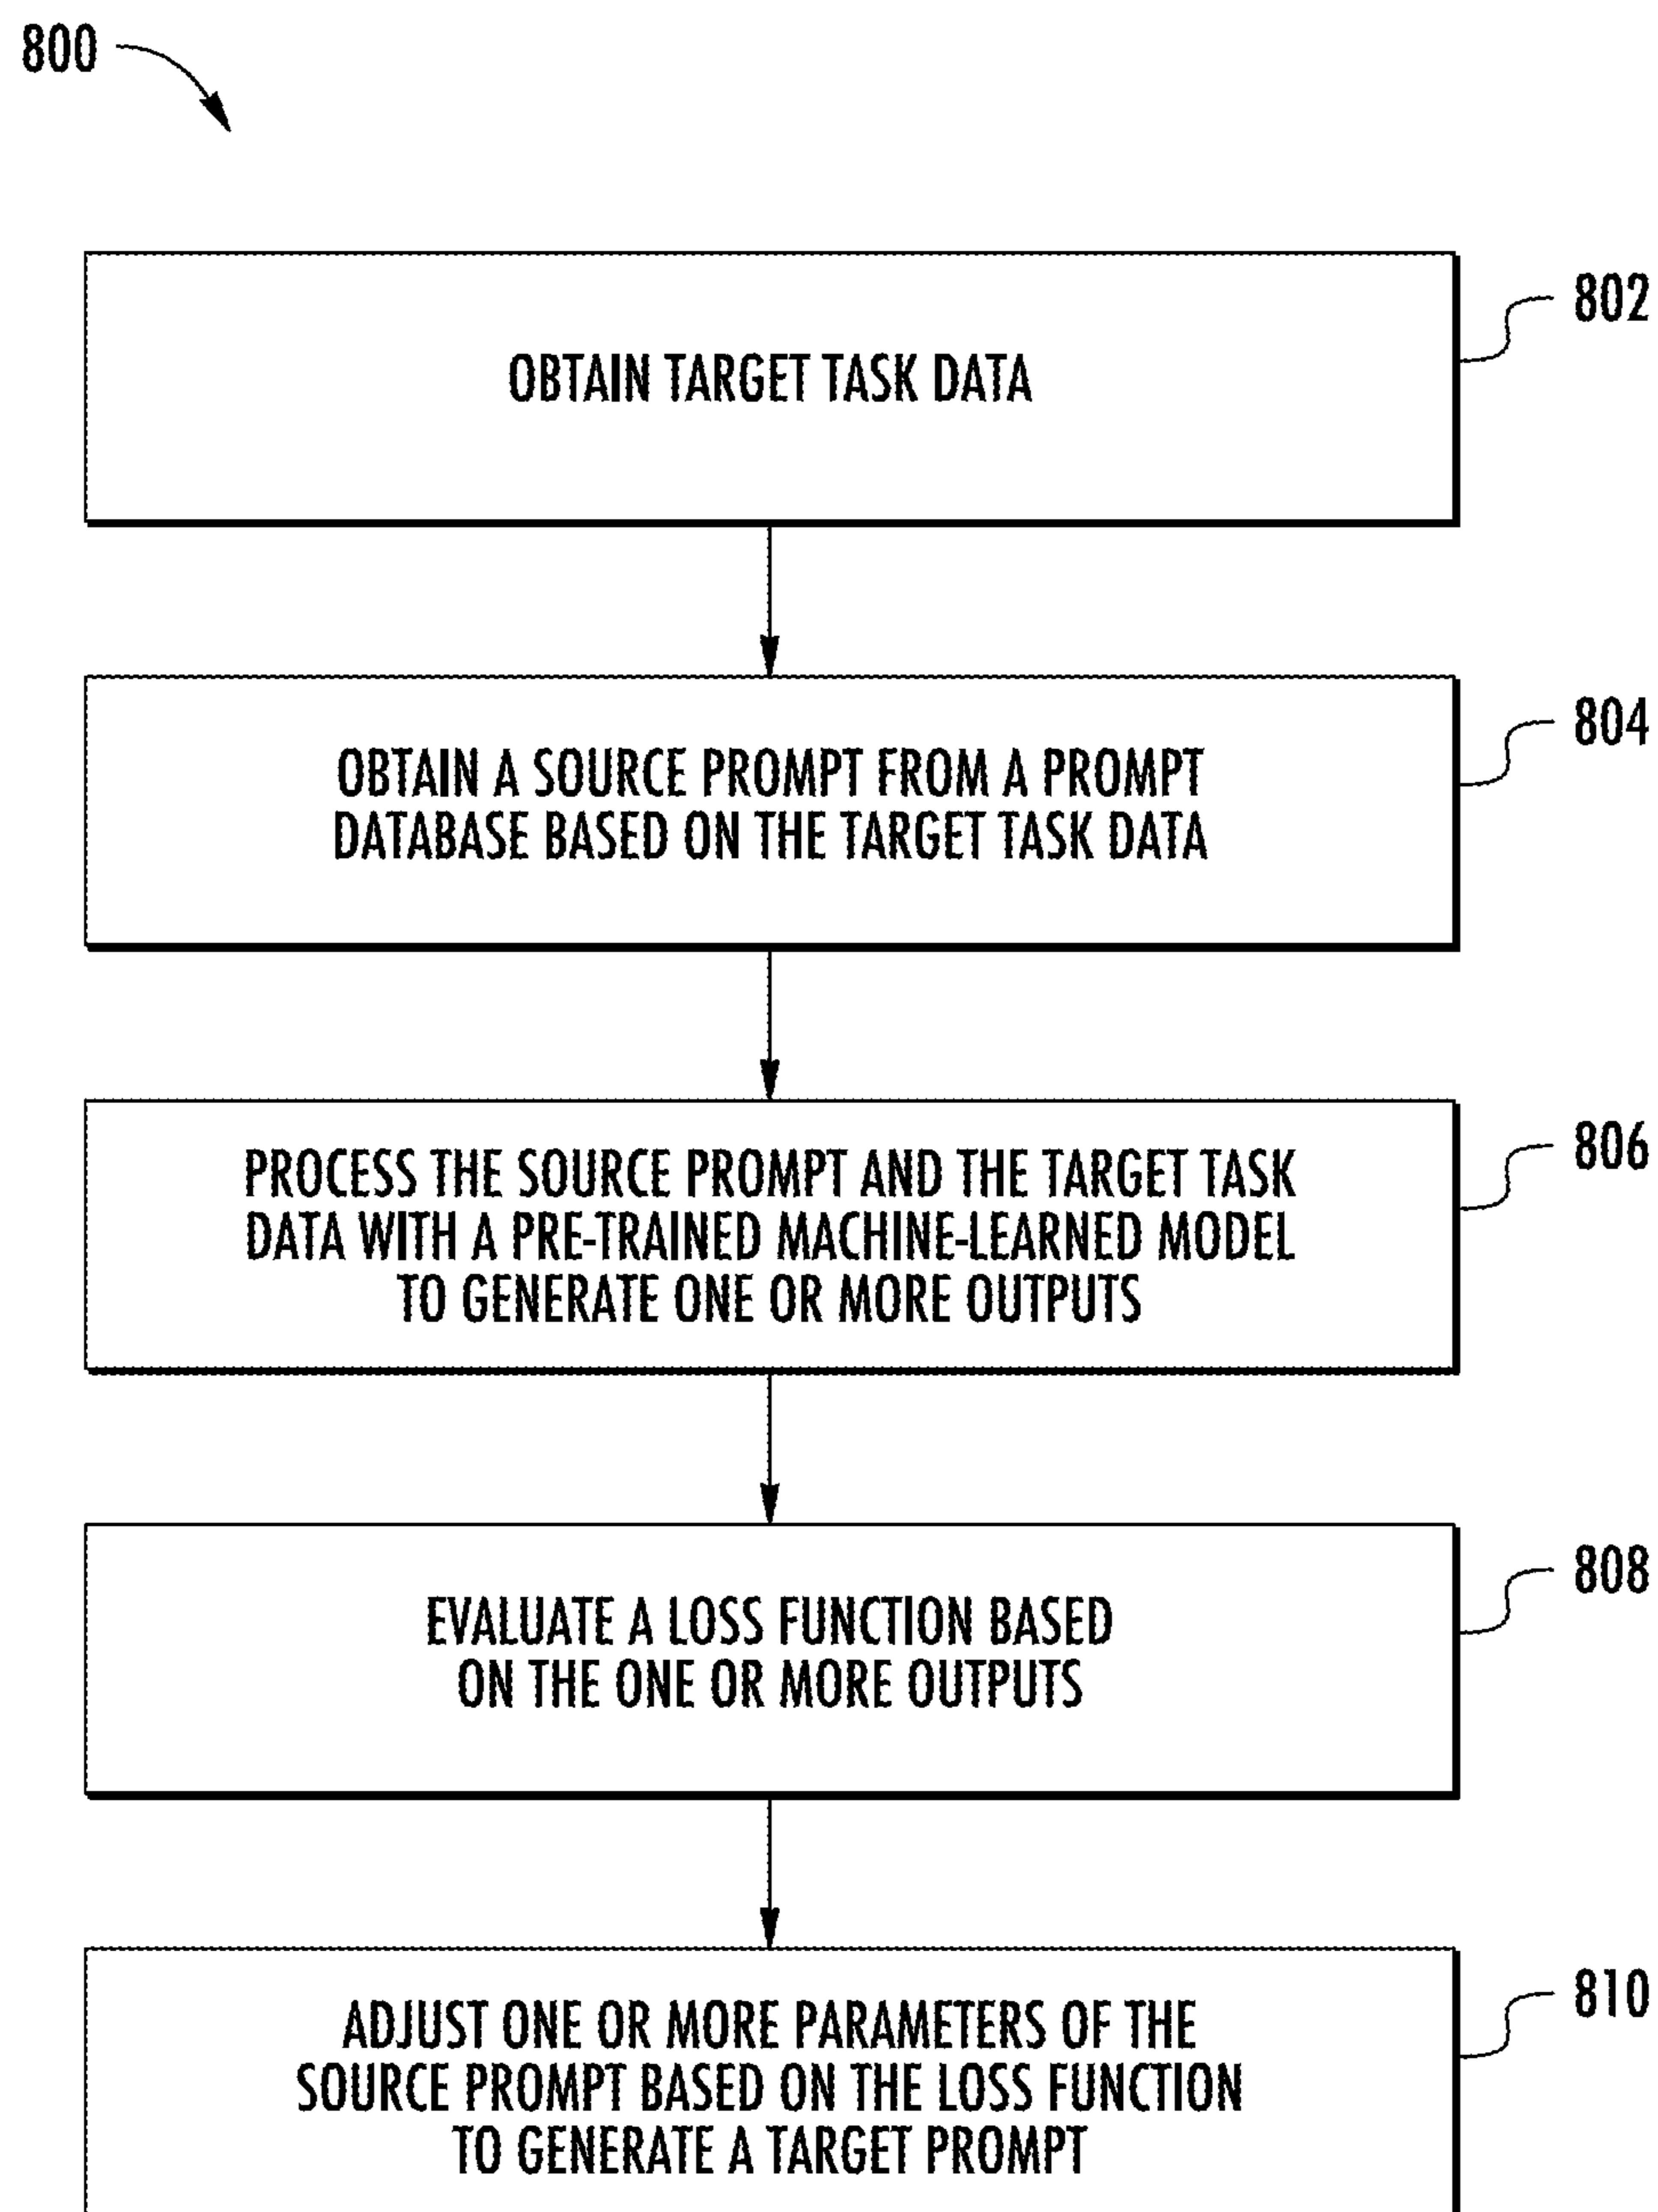 800
802
OBTAIN TARGET TASK DATA
804
OBTAIN A SOURCE PROMPT FROM A PROMPT
DATABASE BASED ON THE TARGET TASK DATA
806
PROCESS THE SOURCE PROMPT AND THE TARGET TASK
DATA WITH A PRE-TRAINED MACHINE-LEARNED MODEL
TO GENERATE ONE OR MORE OUTPUTS
808
EVALUATE A LOSS FUNCTION BASED
ON THE ONE OR MORE OUTPUTS
810
ADJUST ONE OR MORE PARAMETERS OF THE
SOURCE PROMPT BASED ON THE LOSS FUNCTION
TO GENERATE A TARGET PROMPT